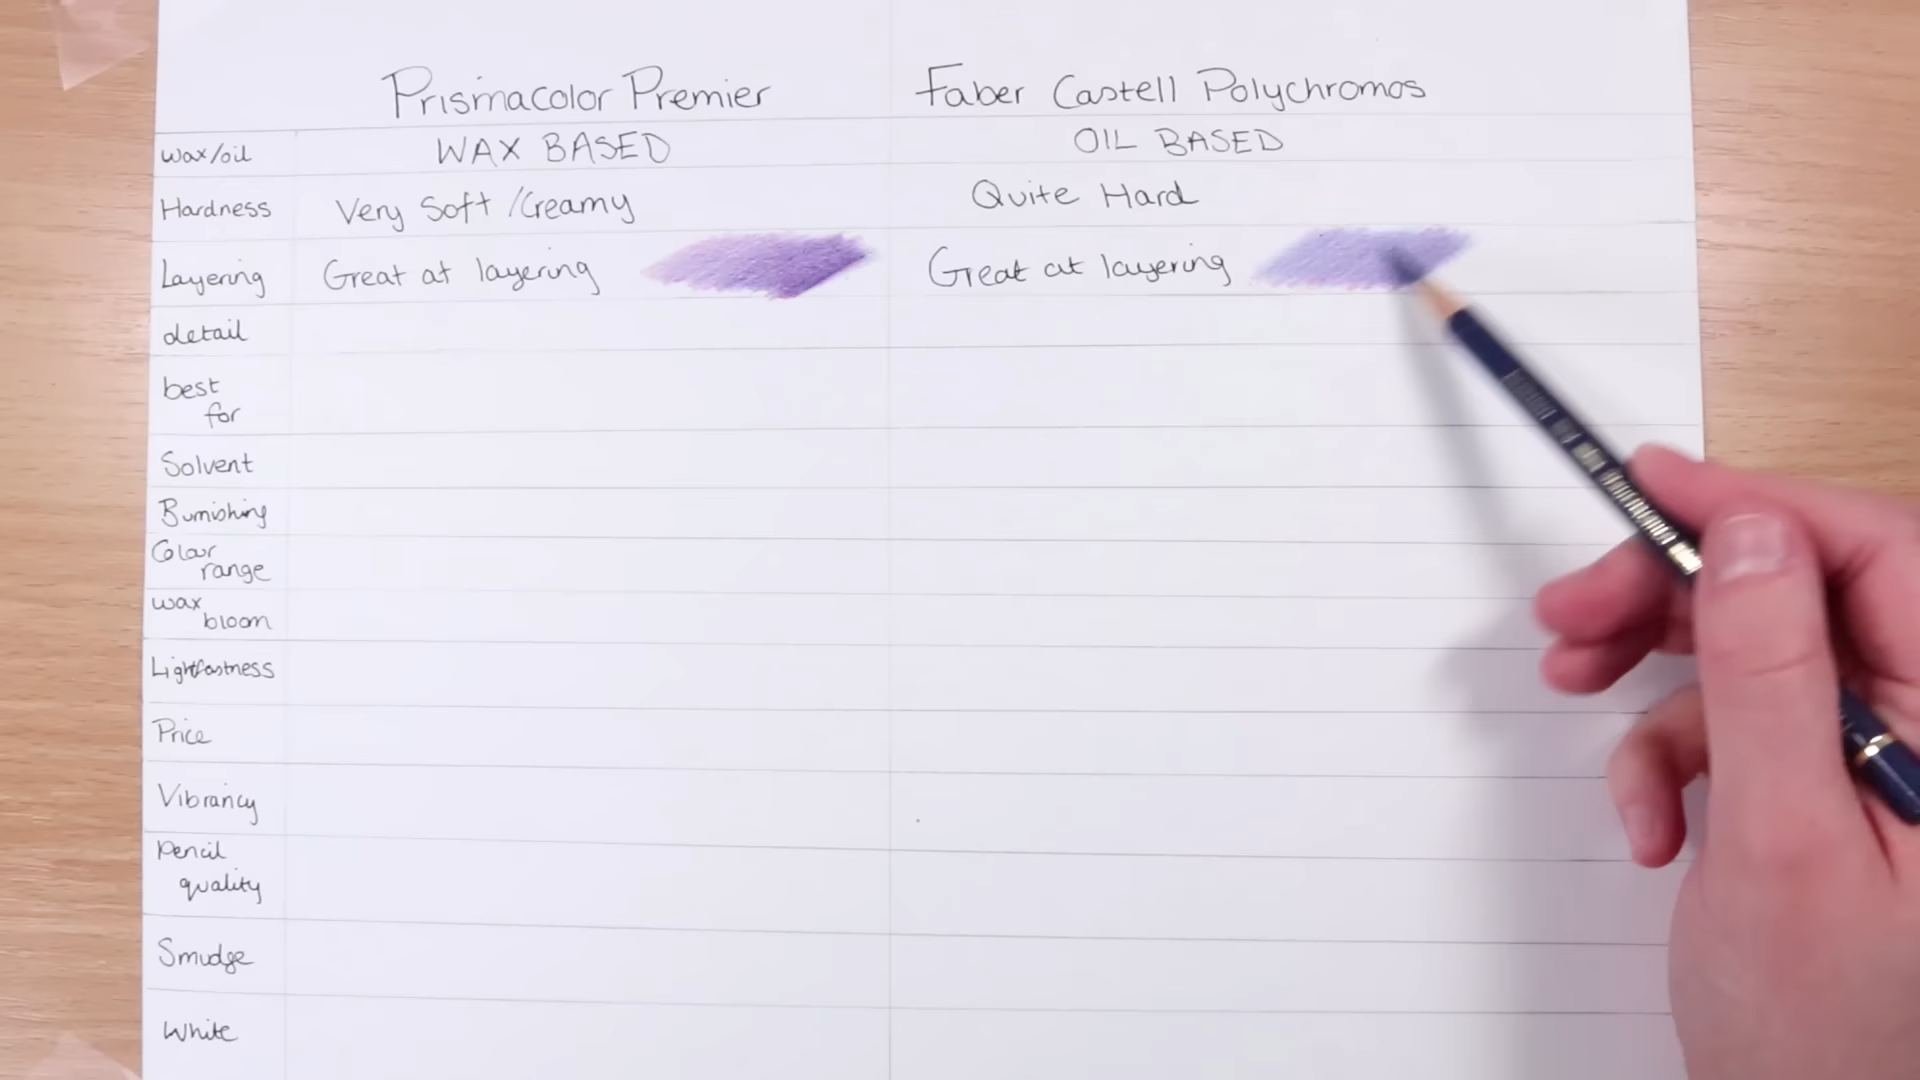 Prismacolor Premier
Faber Castell Polychromos
wax/oil
WAX BASED
OIL BASED
Hardness
Very Soft /Creamy
Quite Hard
Layering
Great at layering
Great at layering
detail
best
for
Solvent
Burnishing
Colour
range
wax
bloom
Lightfastness
Price
Vibrancy
Pencil
quality
Smudge
White